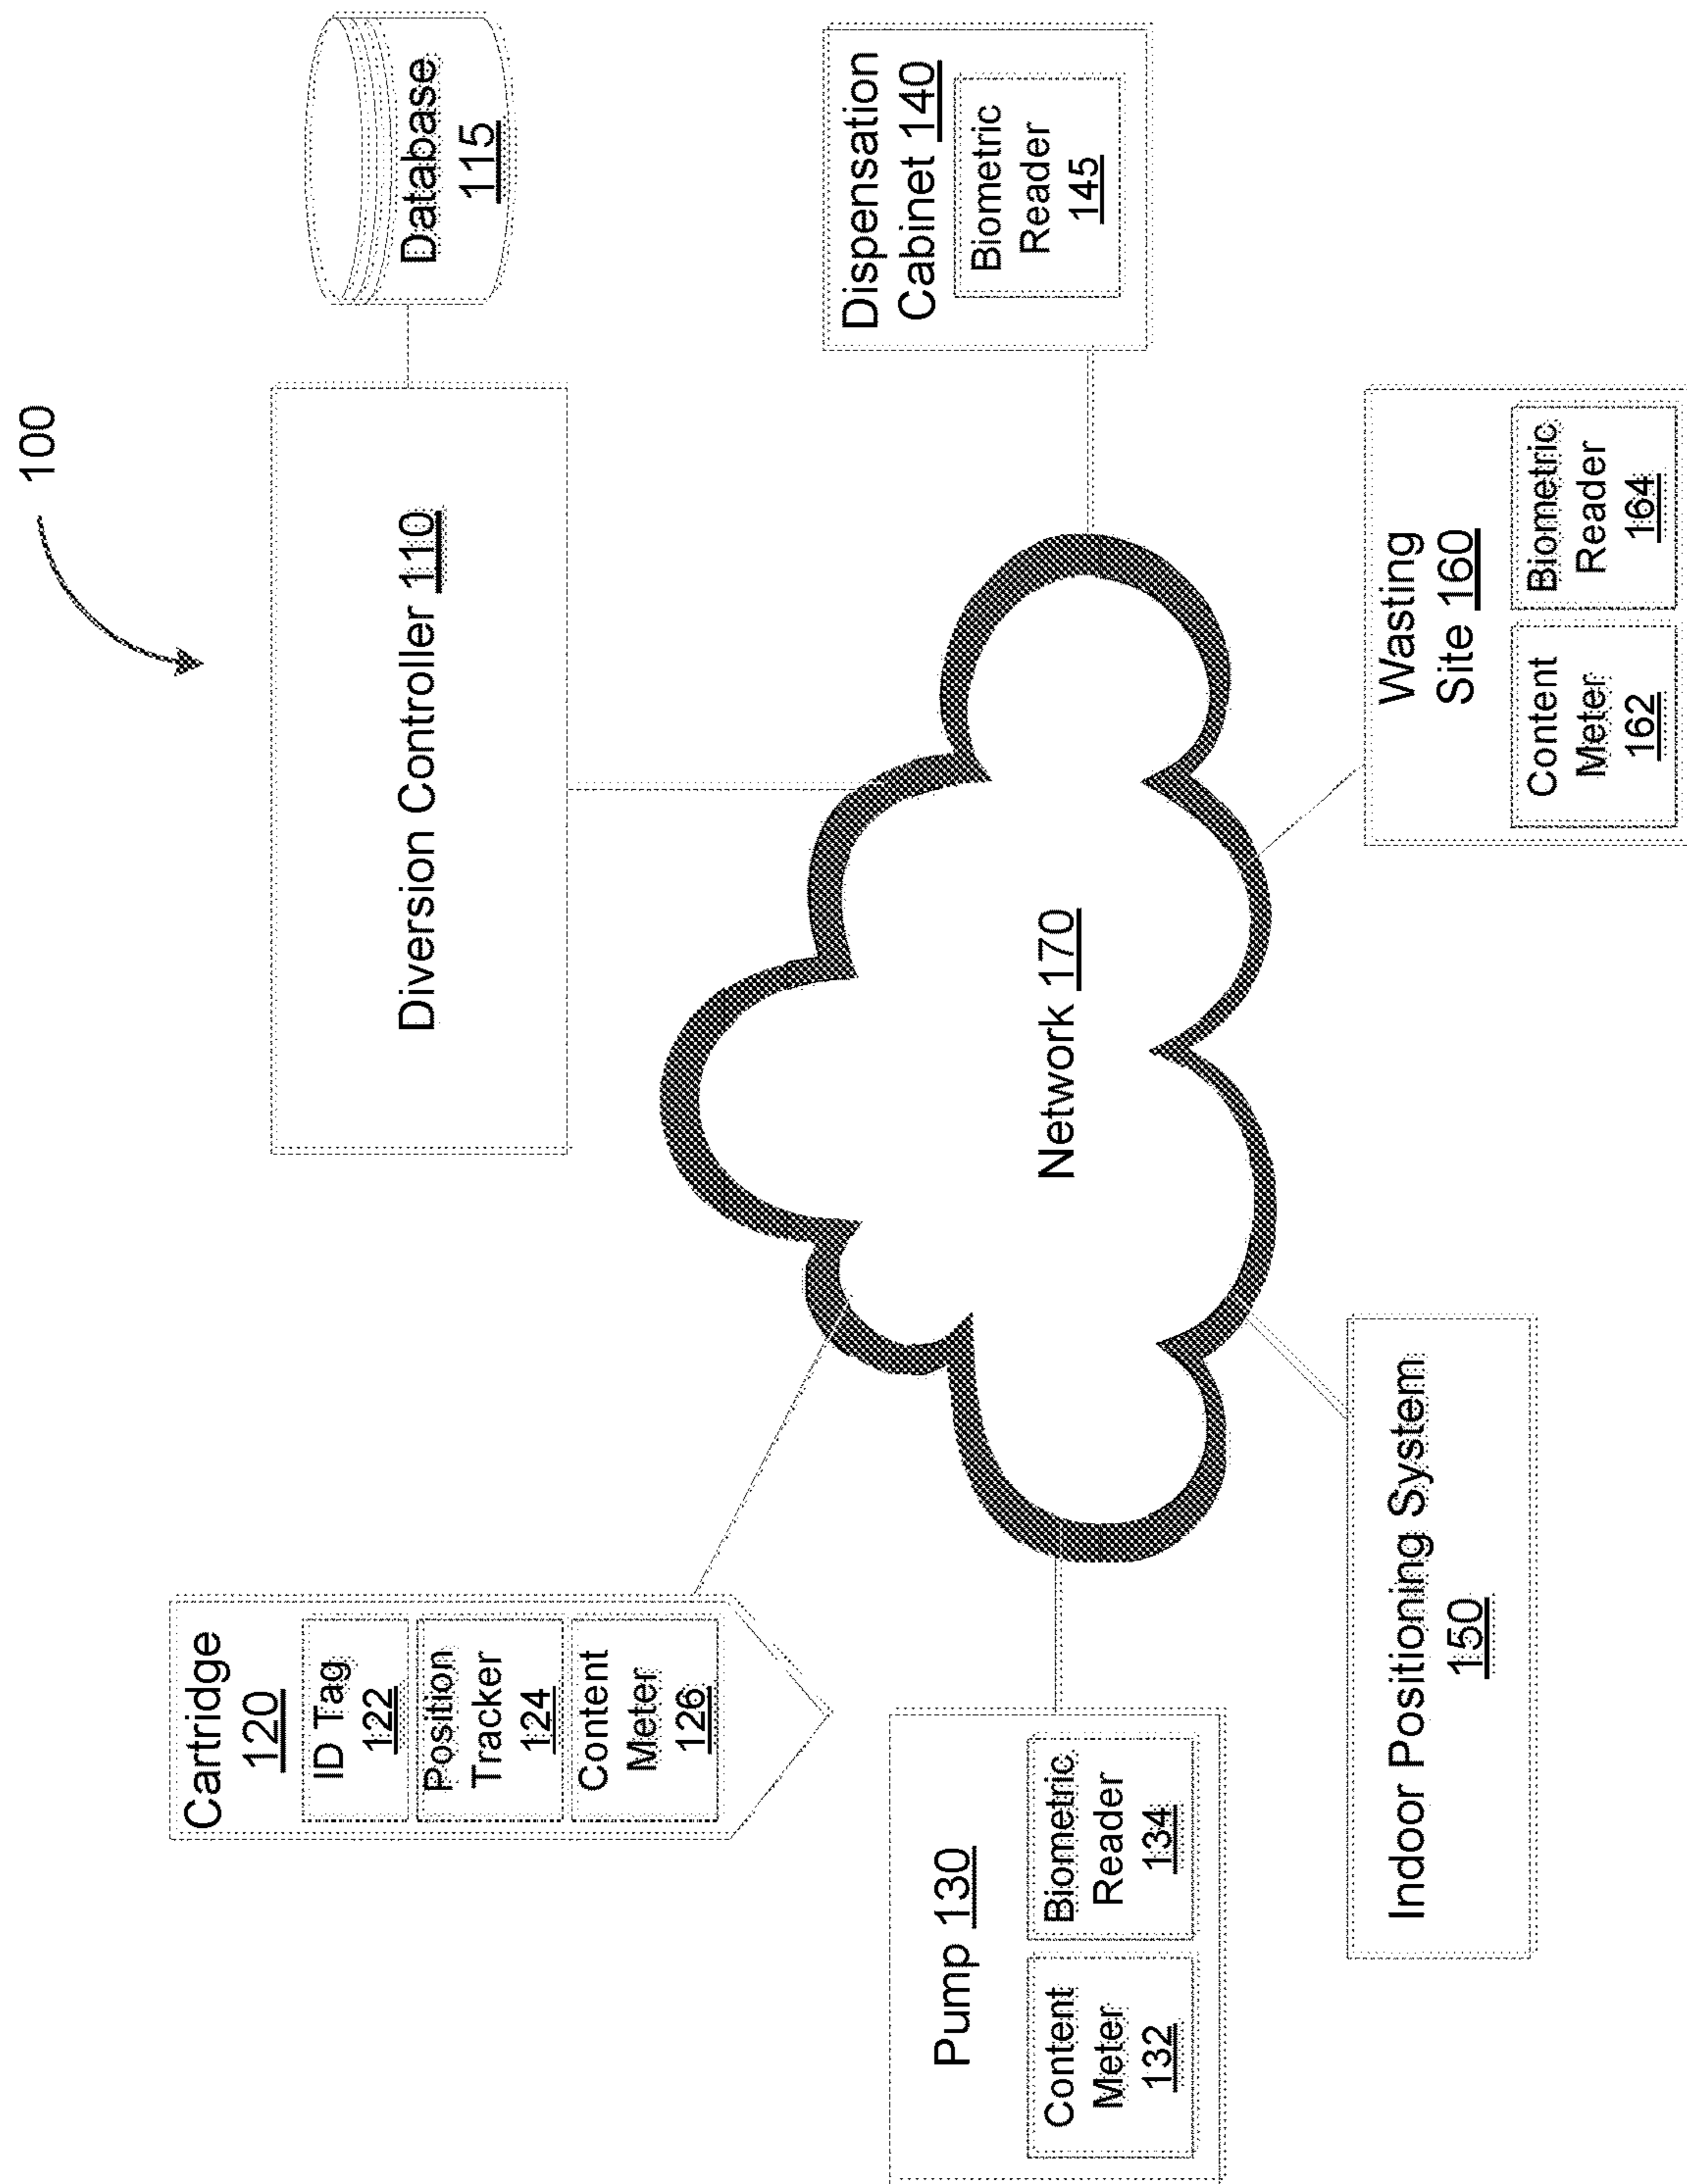 100
Diversion Controller 110
Database
115
Cartridge
120
ID Tag
122
Position
Tracker
124
Content
Meter
126
Network 170
Dispensation
Cabinet 140
Biometric
Reader
145
Pump 130
Content
Meter
132
Biometric
Reader
134
Indoor Positioning System
150
Wasting
Site 160
Content
Meter
162
Biometric
Reader
164